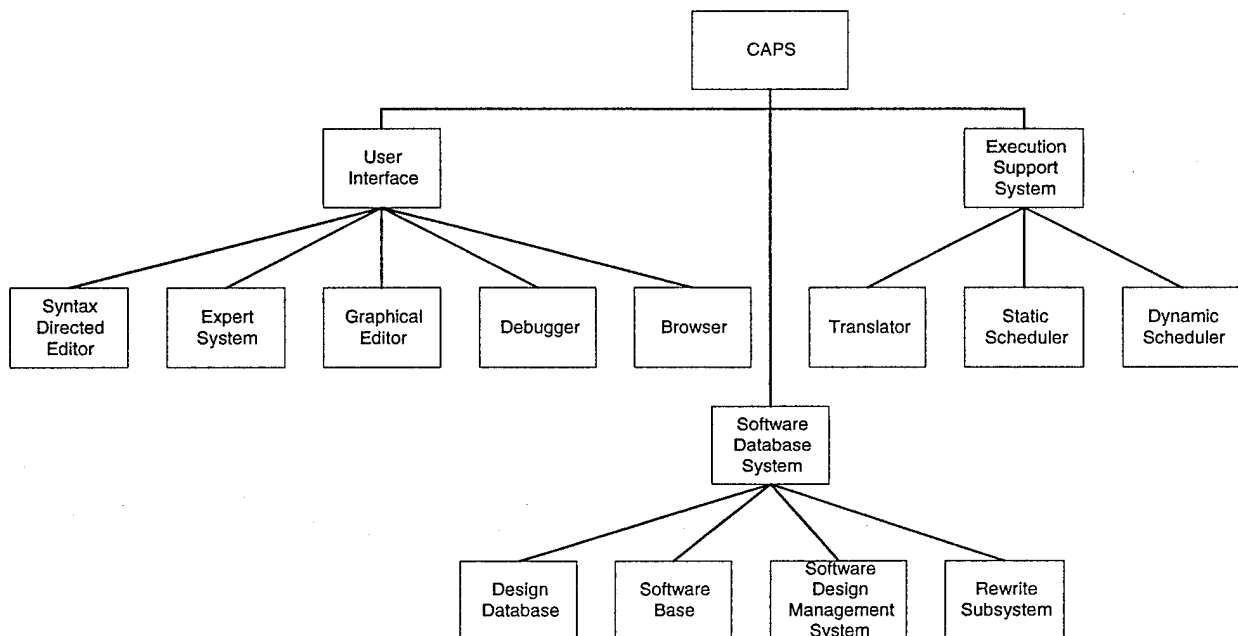 CAPS
User
Interface
Execution
Support
System
Syntax
Directed
Editor
Expert
System
Graphical
Editor
Debugger
Browser
Translator
Static
Scheduler
Dynamic
Scheduler
Software
Database
System
Design
Database
Software
Base
Software
Design
Management
System
Rewrite
Subsystem